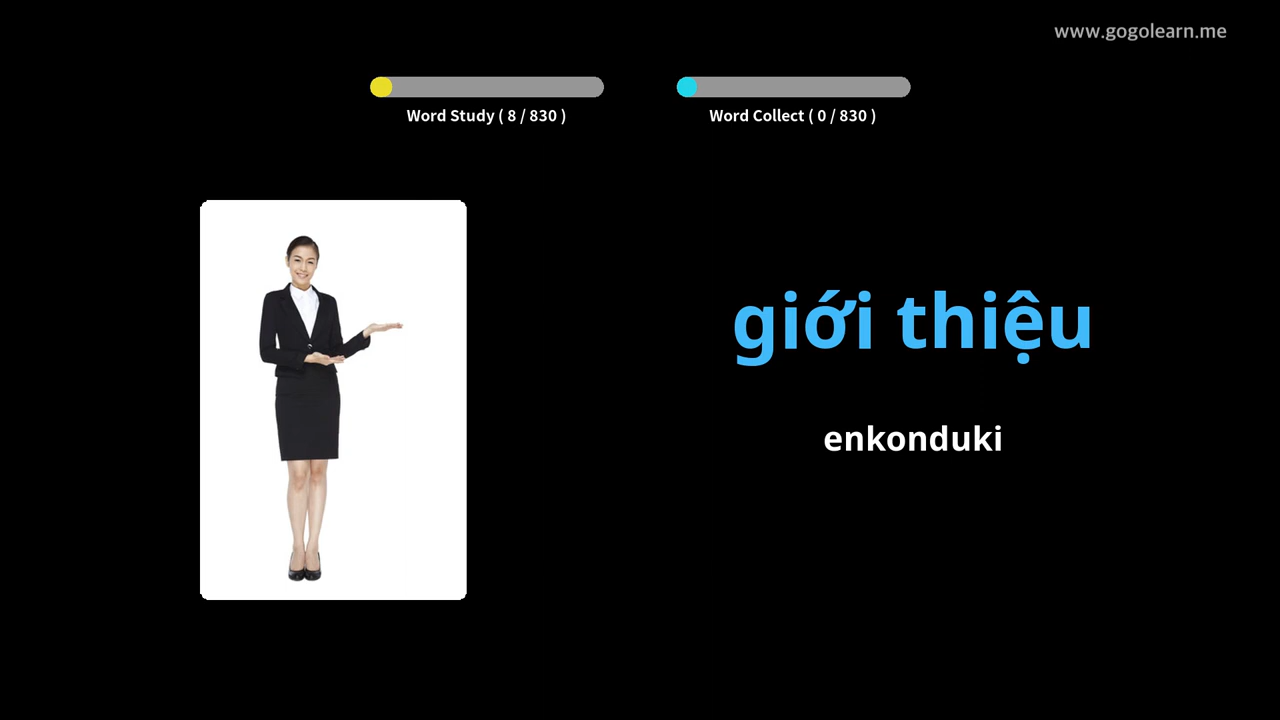 www.gogolearn.me
Word Study ( 8 / 830 )
Word Collect ( 0 / 830 )
giới thiệu
enkonduki